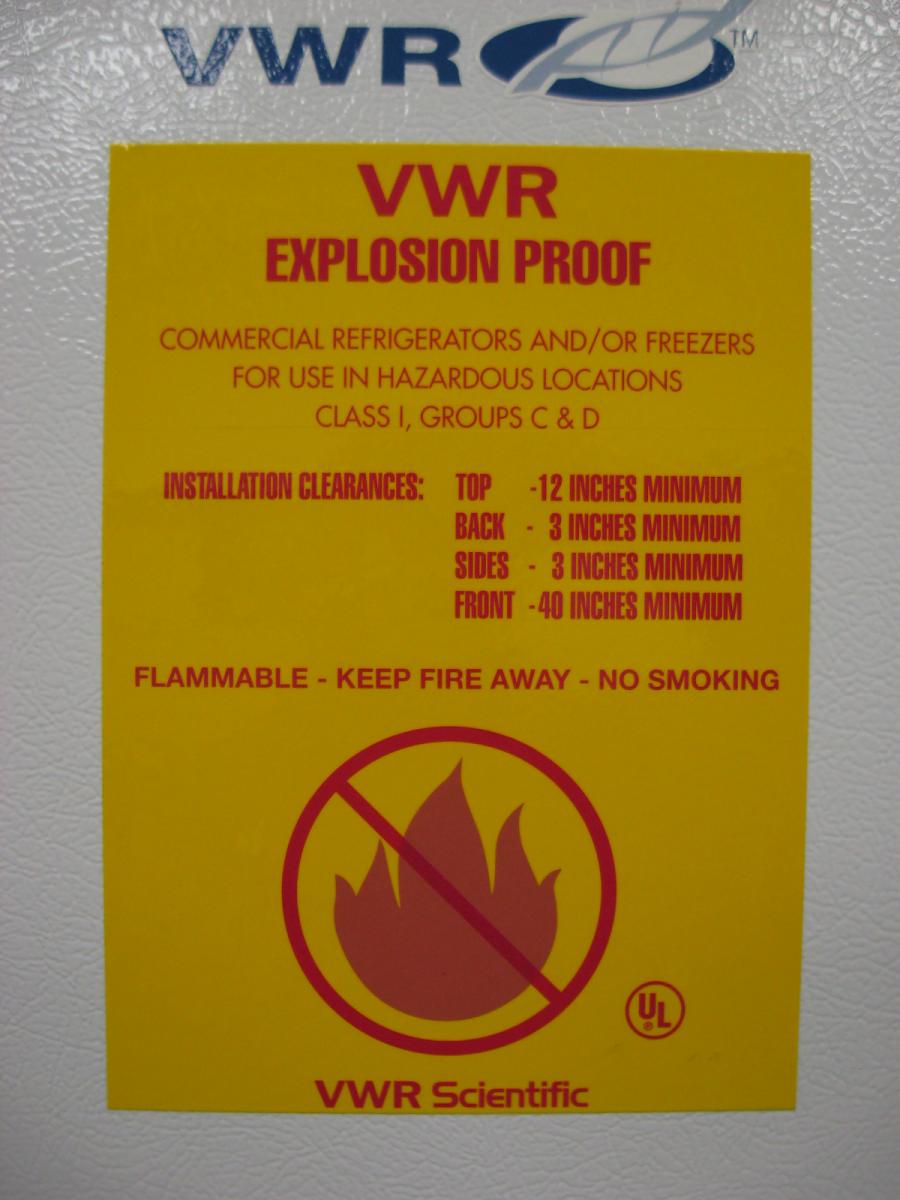 VWR TM
VWR
EXPLOSION PROOF
COMMERCIAL REFRIGERATORS AND/OR FREEZERS
FOR USE IN HAZARDOUS LOCATIONS
CLASS I, GROUPS C & D
INSTALLATION CLEARANCES: TOP -12 INCHES MINIMUM
BACK - 3 INCHES MINIMUM
SIDES - 3 INCHES MINIMUM
FRONT -40 INCHES MINIMUM
FLAMMABLE - KEEP FIRE AWAY - NO SMOKING
UL ®
VWR Scientific